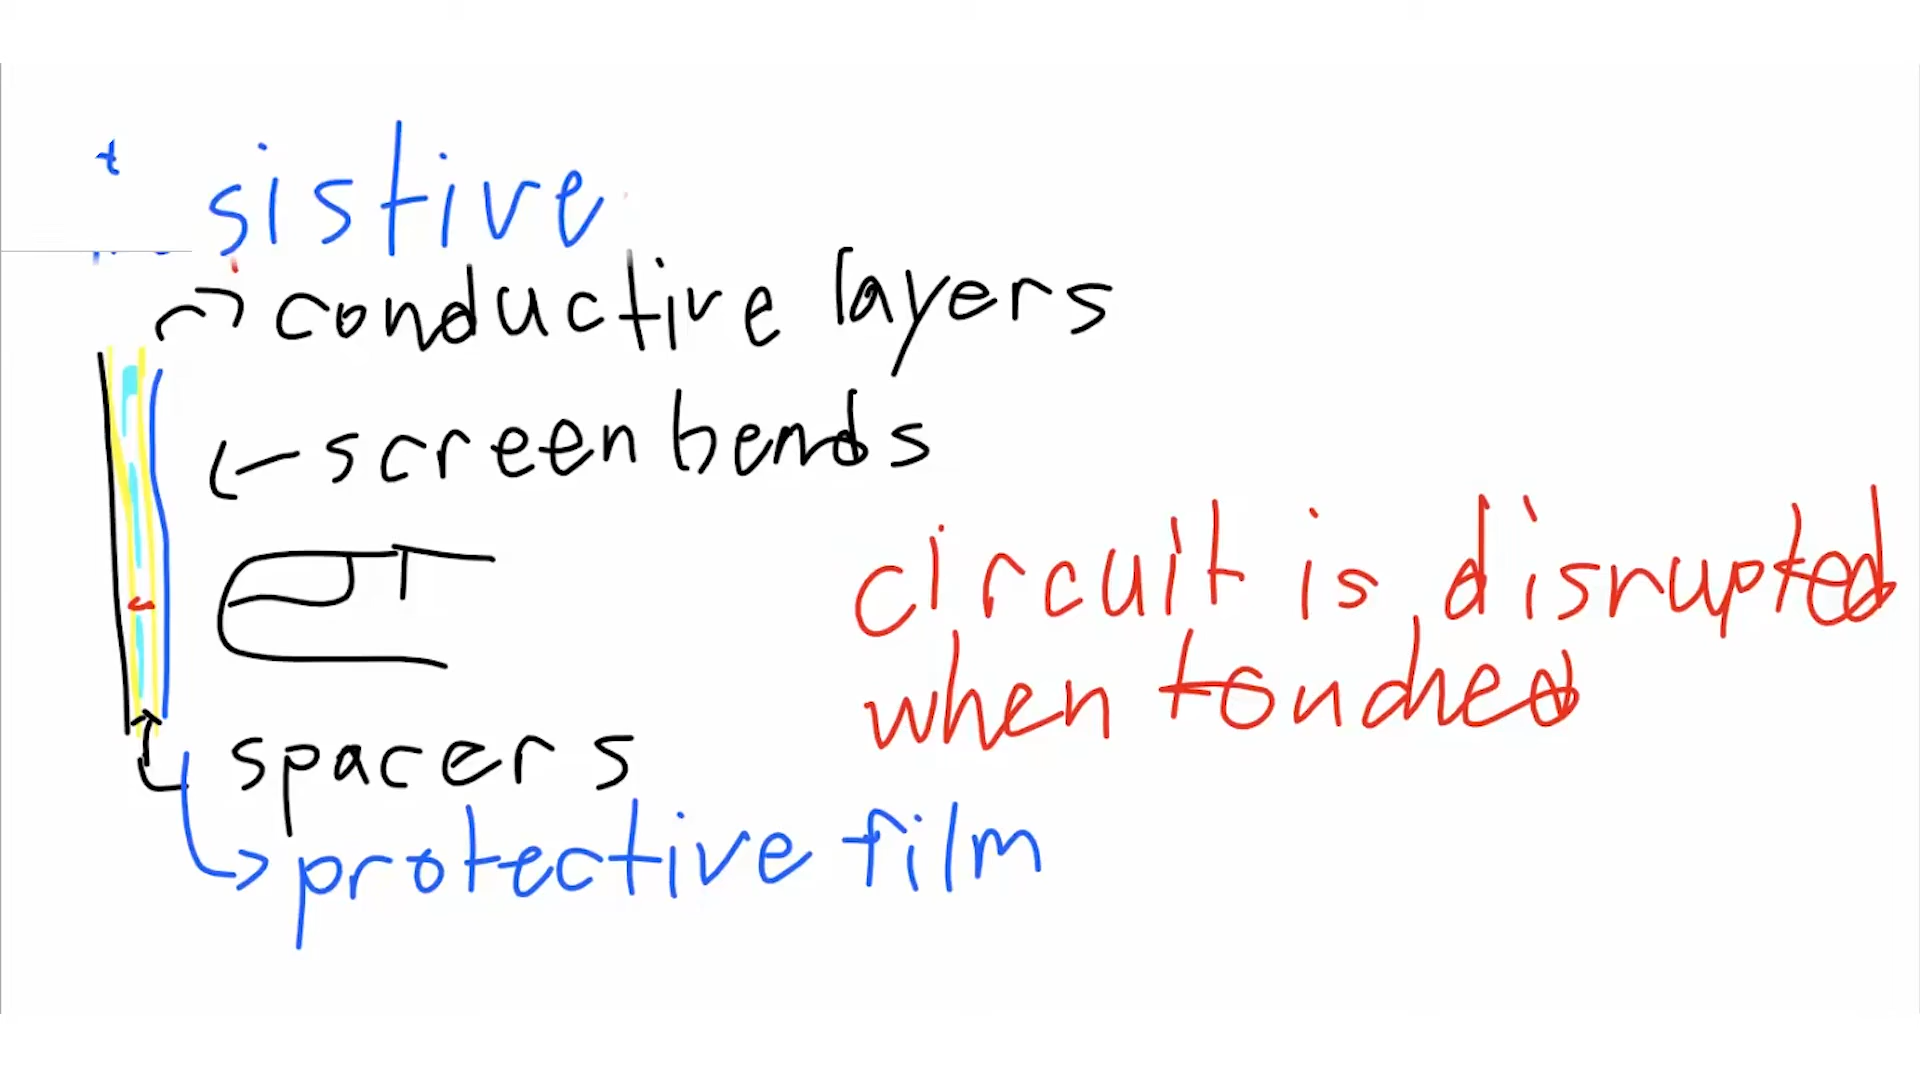 sistive
conductive layers
screen bends
circuit is disrupted
when touched
spacers
protective film